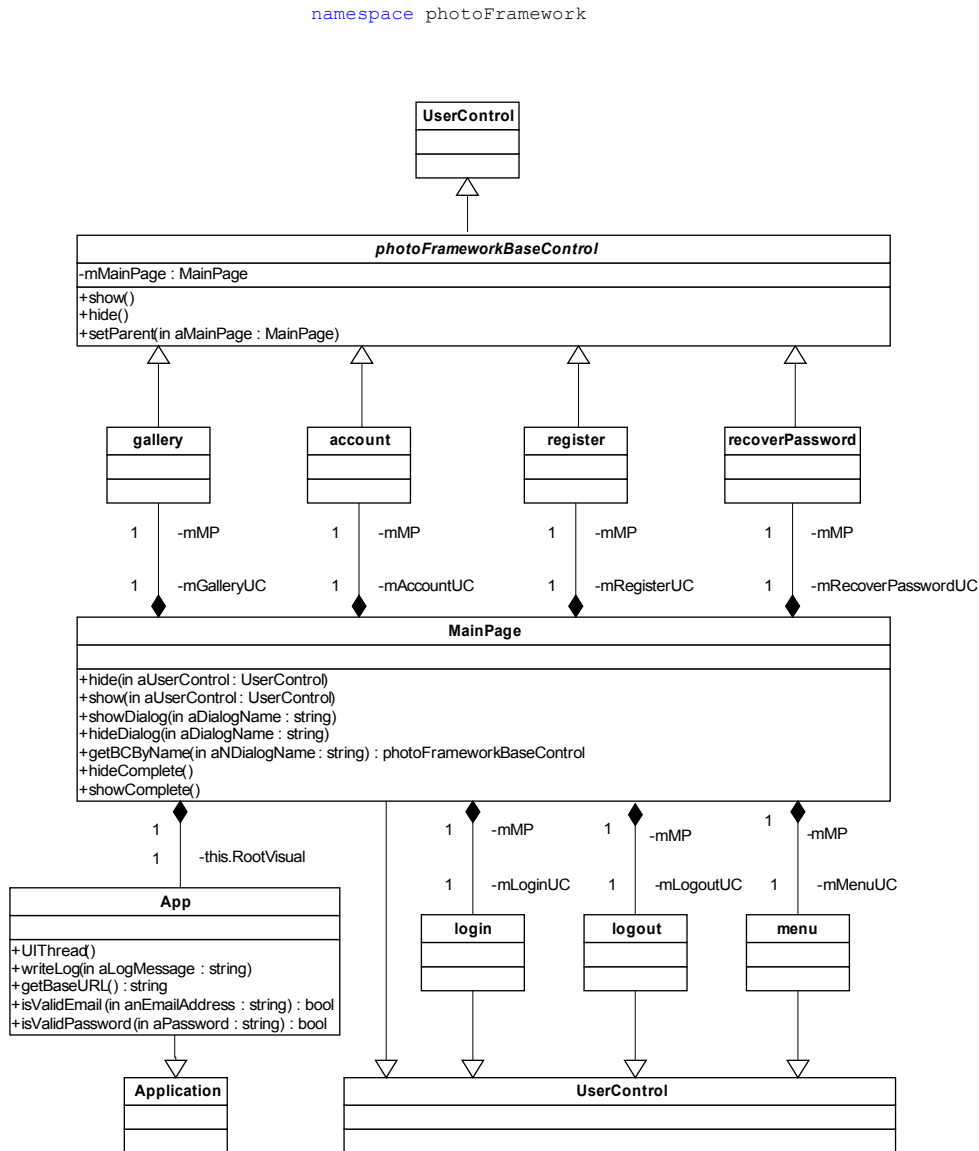 namespace photoFramework
UserControl
photoFrameworkBaseControl
-mMainPage : MainPage
+show()
+hide()
+setParent(in aMainPage : MainPage)
gallery
account
register
recoverPassword
1 -mMP
1 -mMP
1 -mMP
1 -mMP
1 -mGalleryUC
1 -mAccountUC
1 -mRegisterUC
1 -mRecoverPasswordUC
MainPage
+hide(in aUserControl : UserControl)
+show(in aUserControl : UserControl)
+showDialog(in aDialogName : string)
+hideDialog(in aDialogName : string)
+getBCByName(in aNDialogName : string) : photoFrameworkBaseControl
+hideComplete()
+showComplete()
1
1 -mMP
1 -mMP
1 -mMP
1 -this.RootVisual
1 -mLoginUC
1 -mLogoutUC
1 -mMenuUC
App
+UIThread()
+writeLog(in aLogMessage : string)
+getBaseURL() : string
+isValidEmail(in anEmailAddress : string) : bool
+isValidPassword(in aPassword : string) : bool
login
logout
menu
Application
UserControl